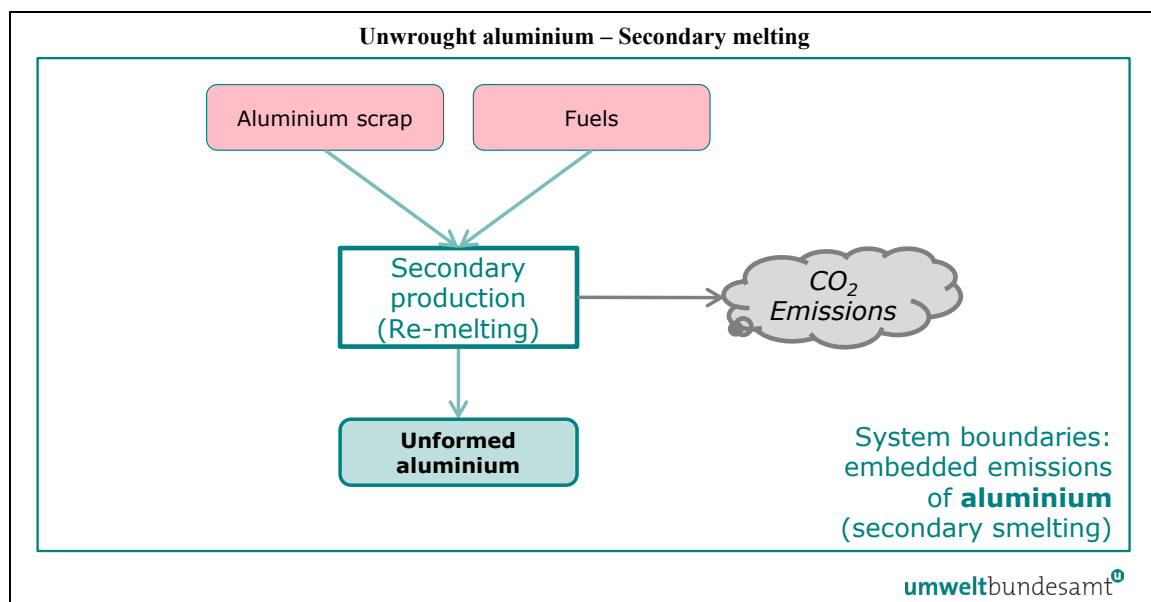 Unwrought aluminium – Secondary melting
Aluminium scrap
Fuels
Secondary
production
(Re-melting)
CO₂
Emissions
Unformed
aluminium
System boundaries:
embedded emissions
of aluminium
(secondary smelting)
umweltbundesamt
u